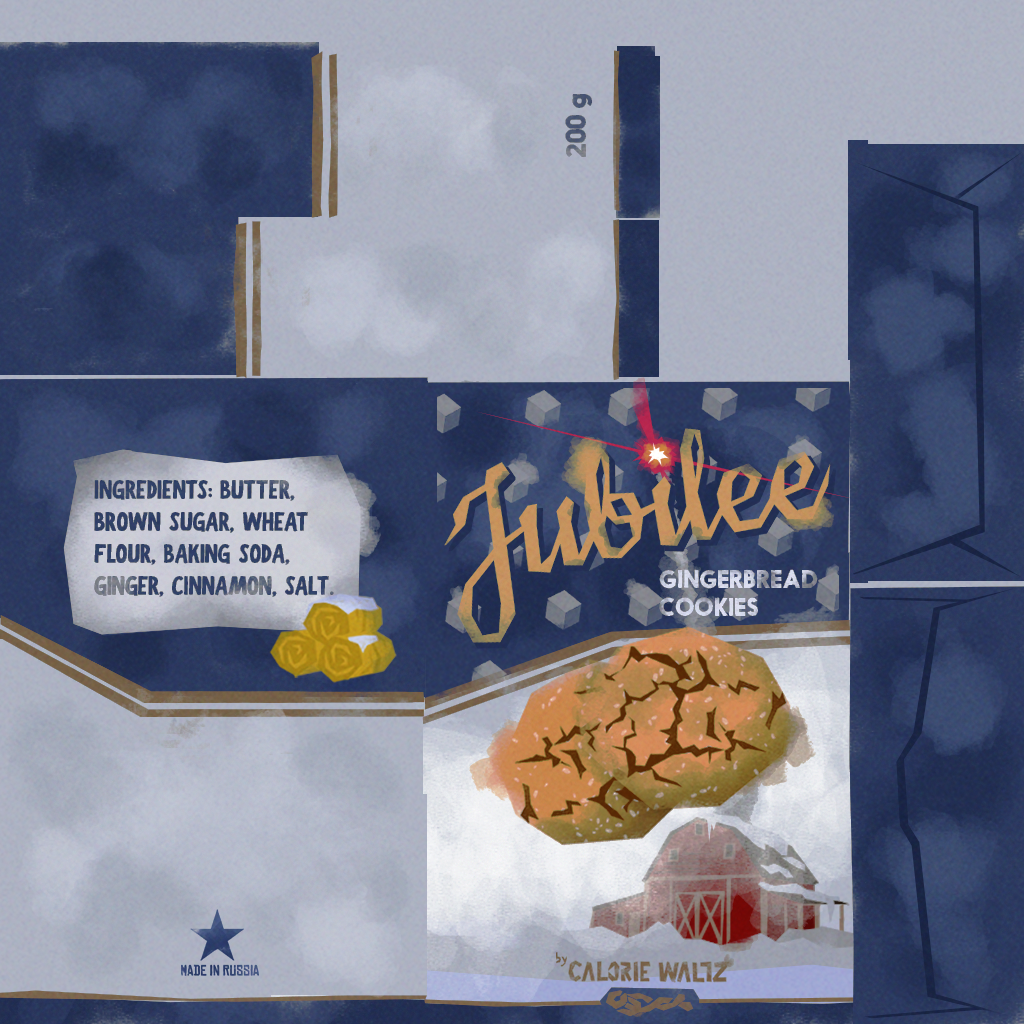 200 g
INGREDIENTS: BUTTER,
BROWN SUGAR, WHEAT
FLOUR, BAKING SODA,
GINGER, CINNAMON, SALT.
MADE IN RUSSIA
Jubilee
GINGERBREAD
COOKIES
by CALORIE WALTZ